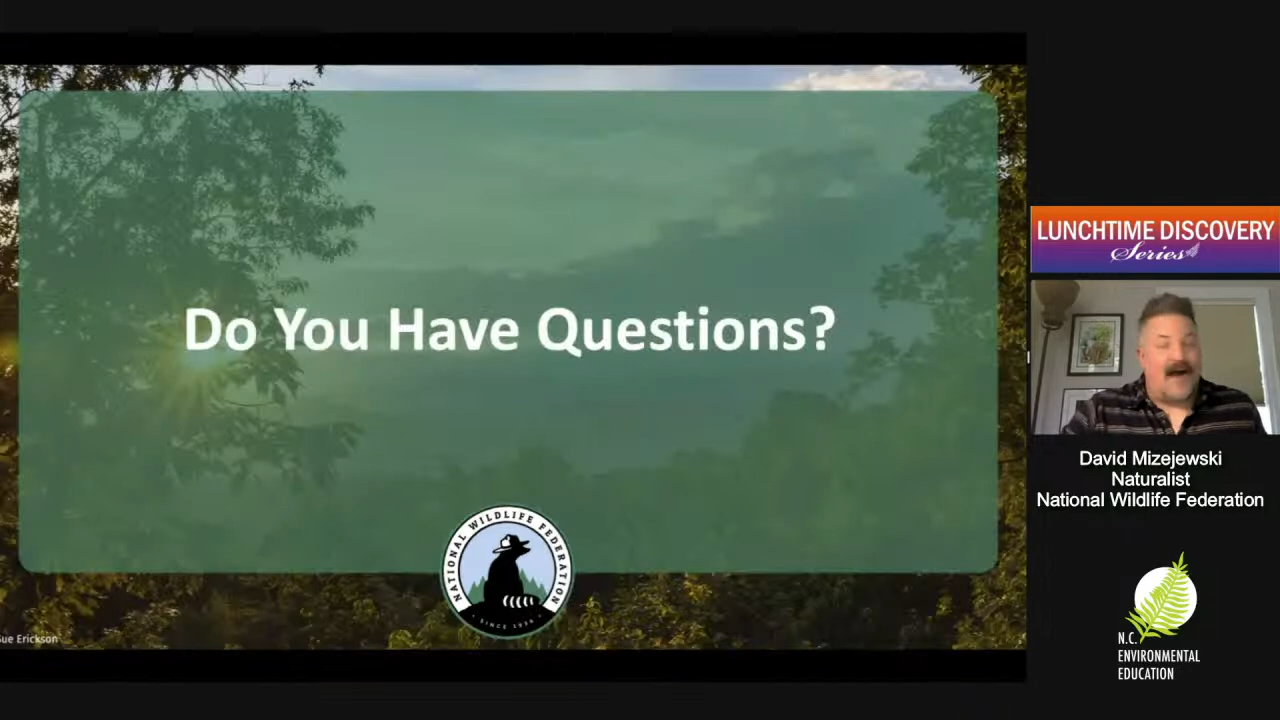 Do You Have Questions?
NATIONAL WILDLIFE FEDERATION
· SINCE 1936 ·
Sue Erickson
LUNCHTIME DISCOVERY
Series
David Mizejewski
Naturalist
National Wildlife Federation
N.C.
ENVIRONMENTAL
EDUCATION